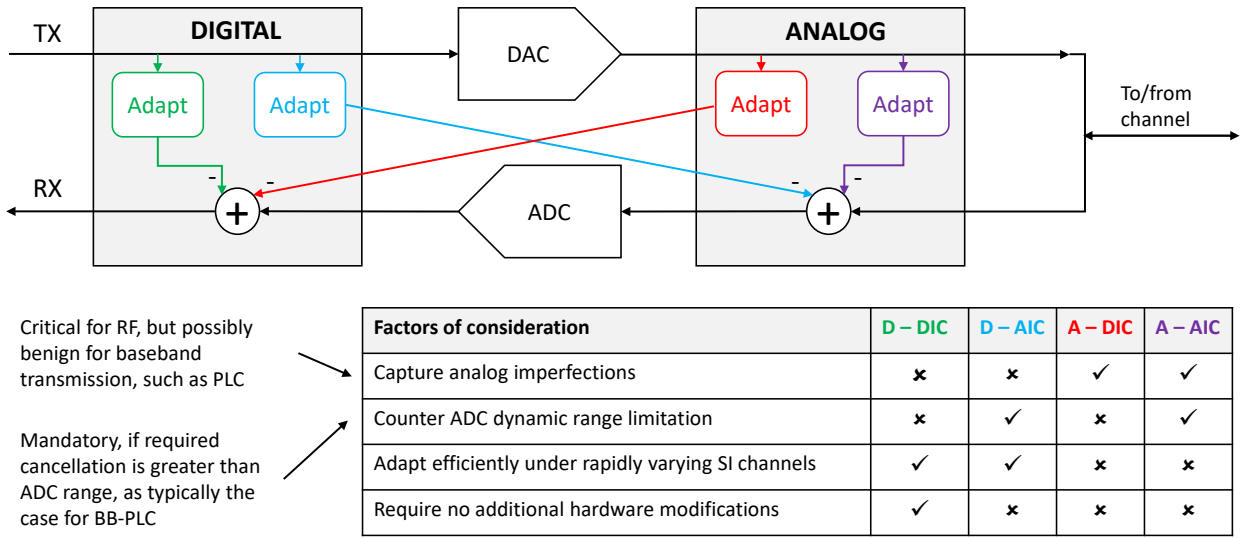 TX
DIGITAL
DAC
ANALOG
Adapt
Adapt
Adapt
Adapt
To/from
channel
-
-
-
-
RX
+
ADC
+
Critical for RF, but possibly
benign for baseband
transmission, such as PLC
Mandatory, if required
cancellation is greater than
ADC range, as typically the
case for BB-PLC
Factors of consideration D – DIC D – AIC A – DIC A – AIC
Capture analog imperfections ✗ ✗ ✓ ✓
Counter ADC dynamic range limitation ✗ ✓ ✗ ✓
Adapt efficiently under rapidly varying SI channels ✓ ✓ ✗ ✗
Require no additional hardware modifications ✓ ✗ ✗ ✗